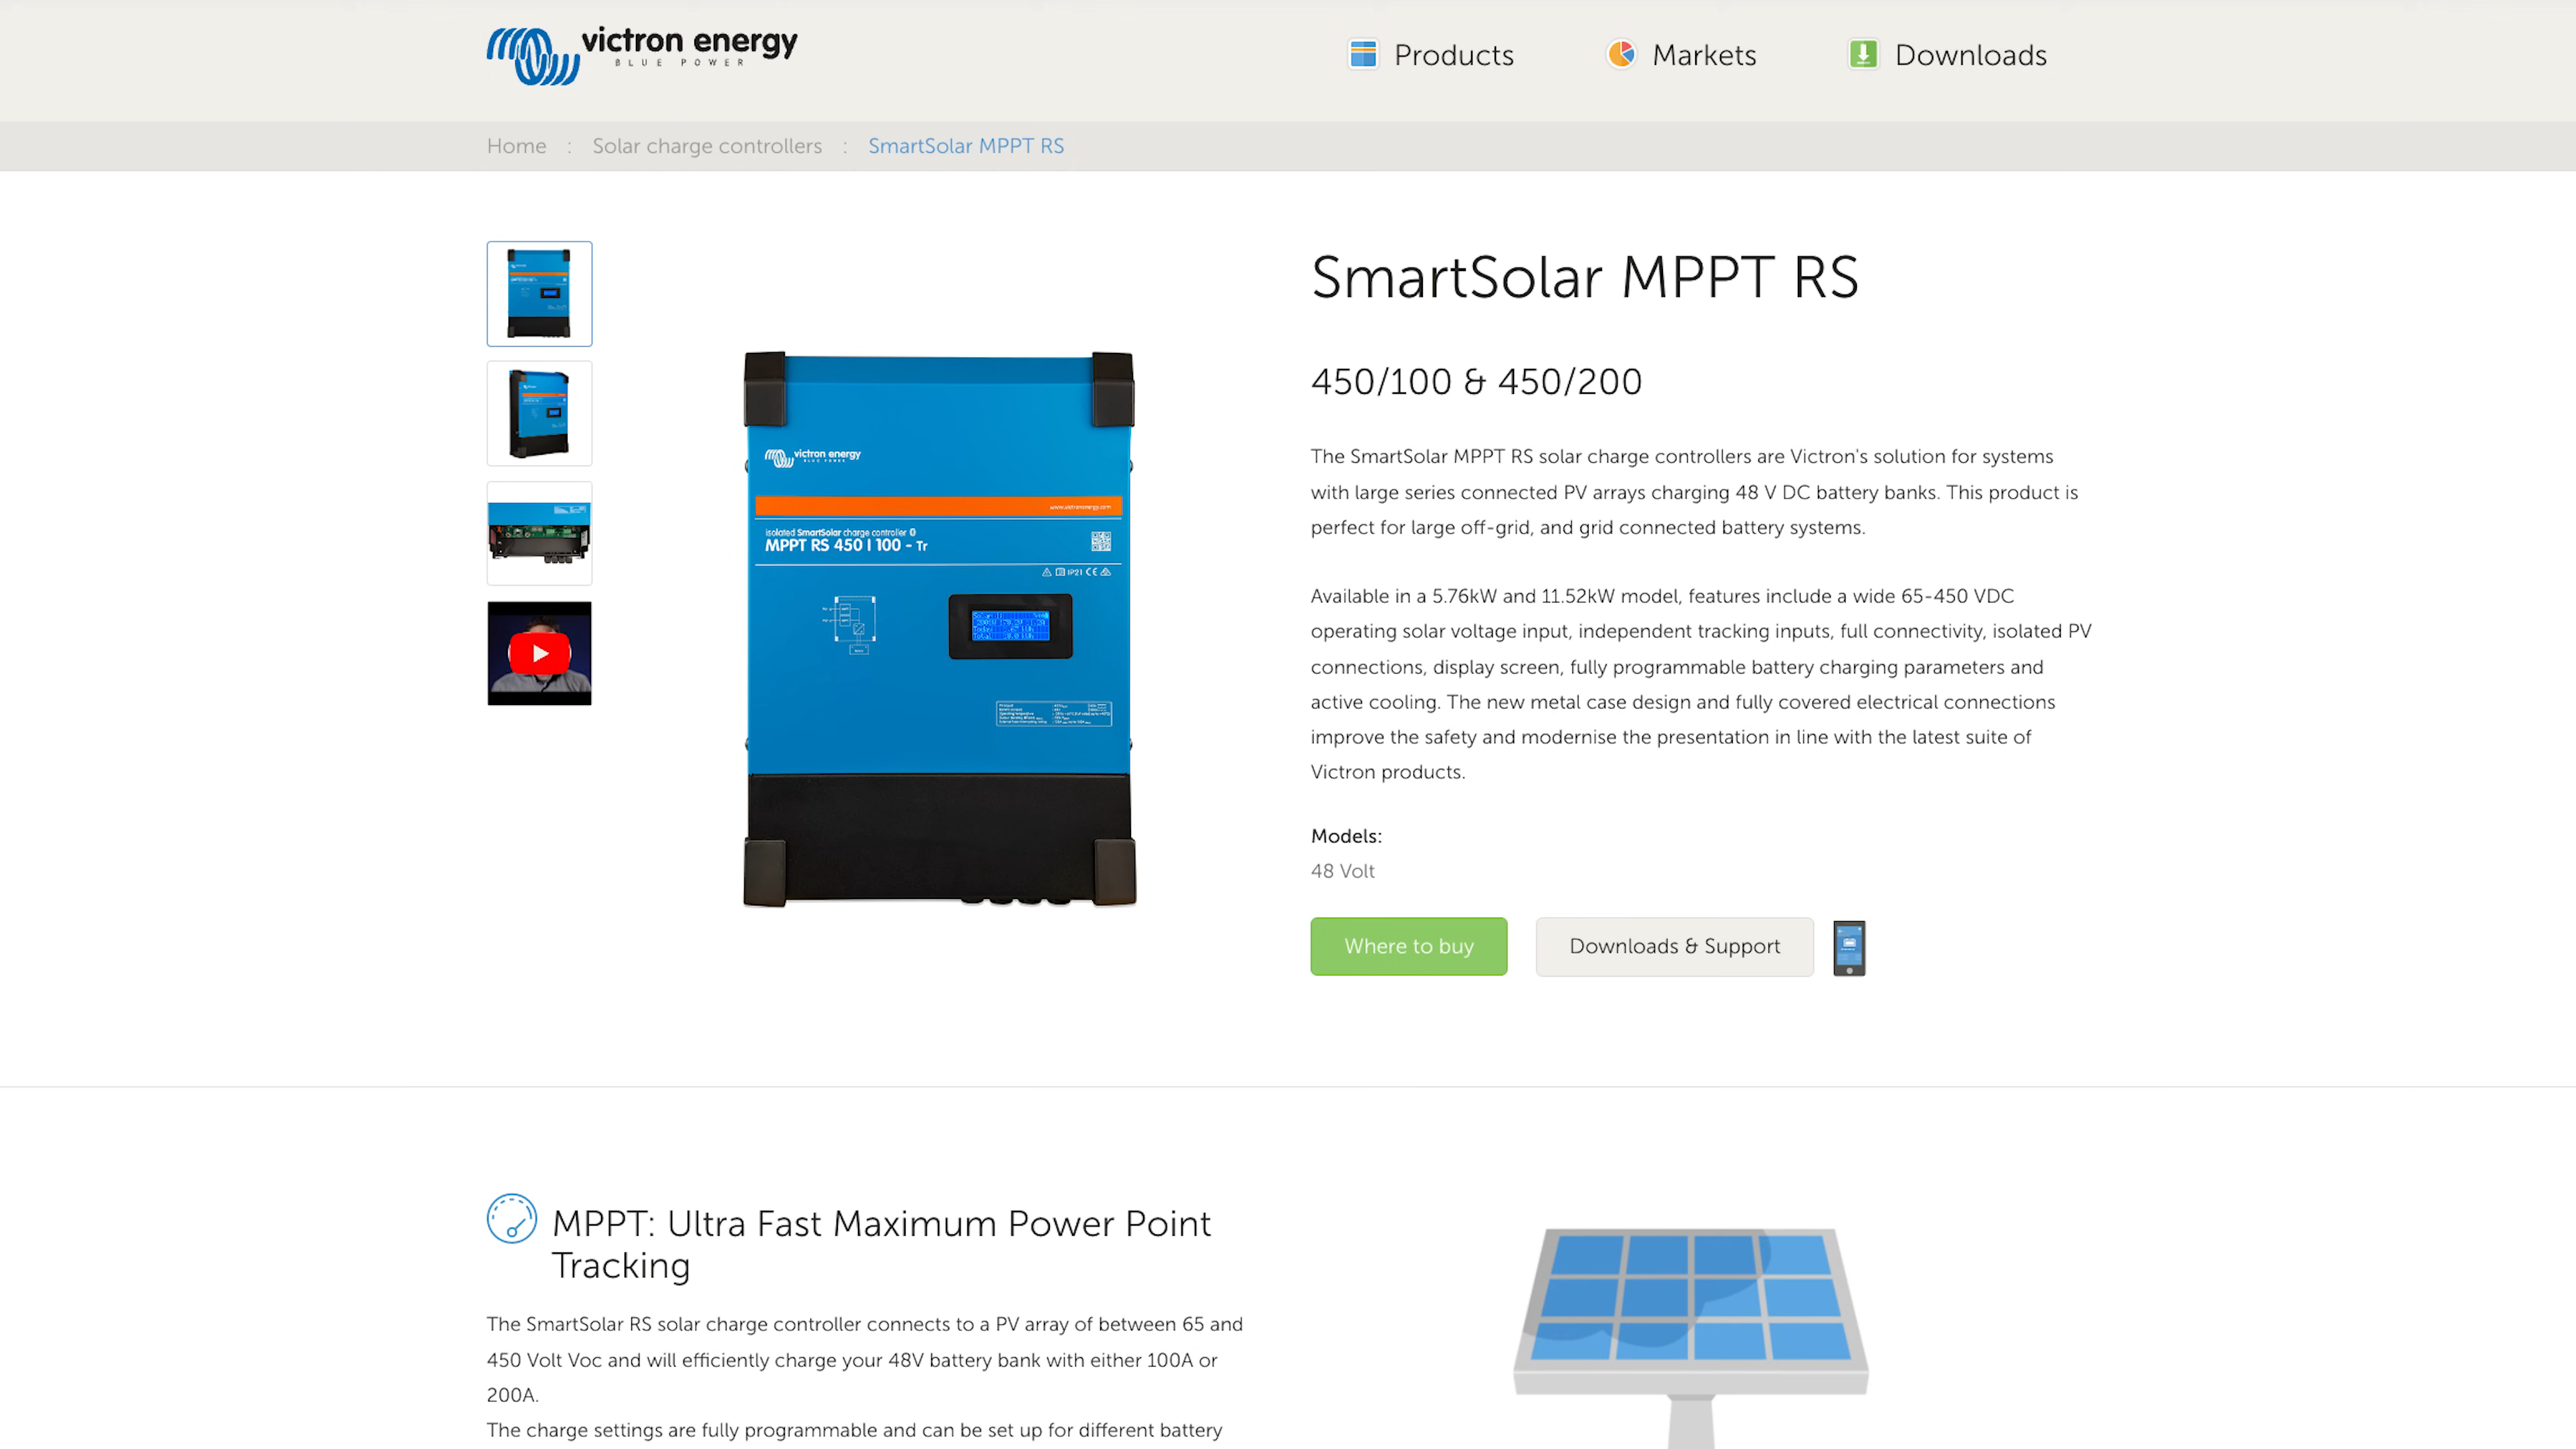 victron energy
BLUE POWER
Products
Markets
Downloads
Home : Solar charge controllers : SmartSolar MPPT RS
SmartSolar MPPT RS
450/100 & 450/200
The SmartSolar MPPT RS solar charge controllers are Victron's solution for systems
with large series connected PV arrays charging 48 V DC battery banks. This product is
perfect for large off-grid, and grid connected battery systems.
Available in a 5.76kW and 11.52kW model, features include a wide 65-450 VDC
operating solar voltage input, independent tracking inputs, full connectivity, isolated PV
connections, display screen, fully programmable battery charging parameters and
active cooling. The new metal case design and fully covered electrical connections
improve the safety and modernise the presentation in line with the latest suite of
Victron products.
Models:
48 Volt
Where to buy
Downloads & Support
victron energy
BLUE POWER
www.victronenergy.com
isolated SmartSolar charge controller
MPPT RS 450 | 100 - Tr
IP21 CE
MPPT: Ultra Fast Maximum Power Point
Tracking
The SmartSolar RS solar charge controller connects to a PV array of between 65 and
450 Volt Voc and will efficiently charge your 48V battery bank with either 100A or
200A.
The charge settings are fully programmable and can be set up for different battery